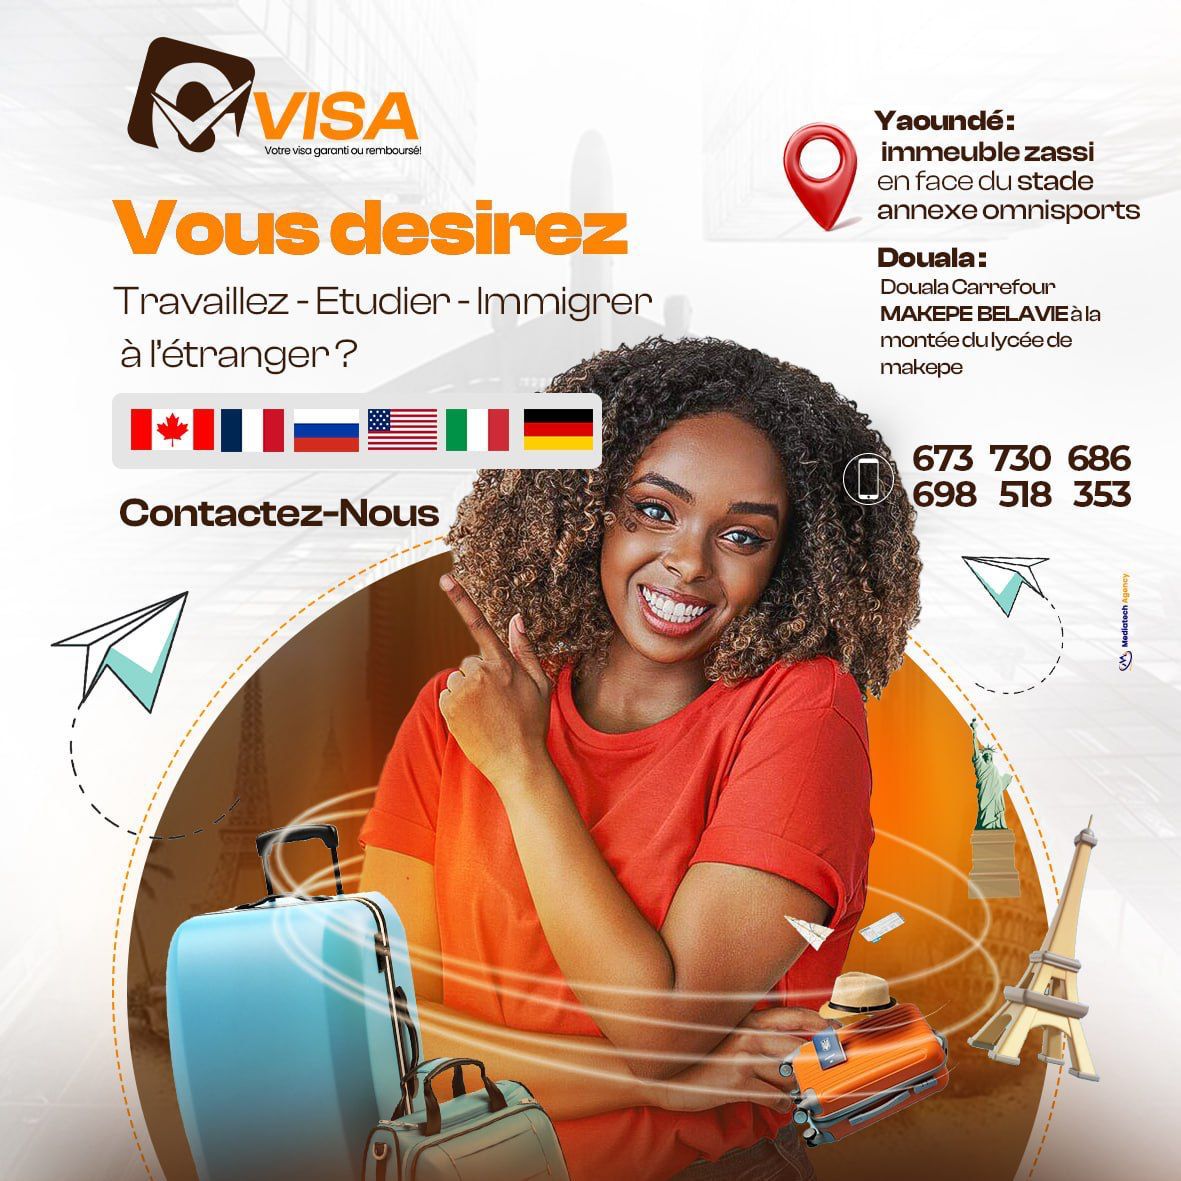 VISA
Votre visa garanti ou remboursé!
Vous desirez
Travaillez - Etudier - Immigrer
à l'étranger ?
Contactez-Nous
Yaoundé :
immeuble zassi
en face du stade
annexe omnisports
Douala :
Douala Carrefour
MAKEPE BELAVIE à la
montée du lycée de
makepe
673 730 686
698 518 353
Mediatech Agency